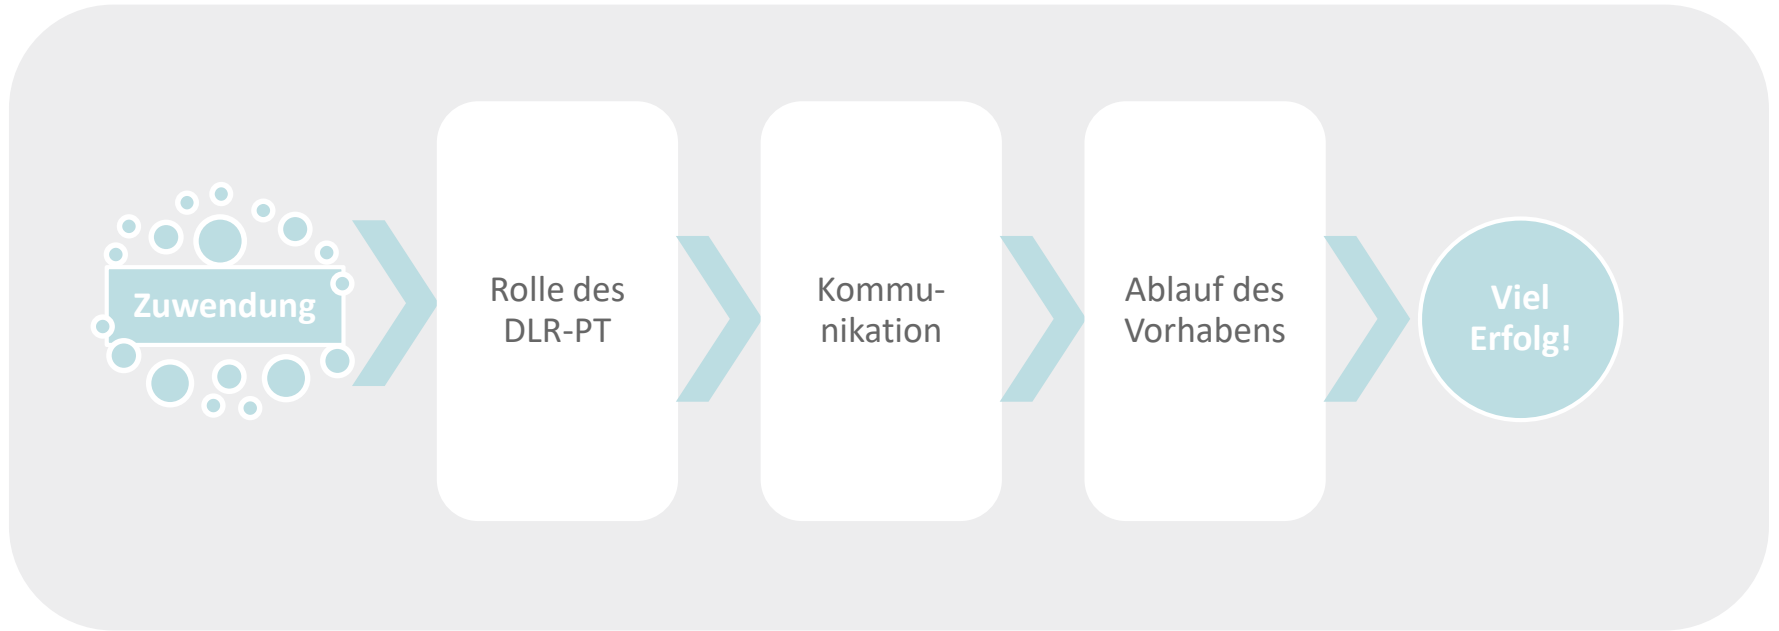 Zuwendung
Rolle des
DLR-PT
Kommu-
nikation
Ablauf des
Vorhabens
Viel
Erfolg!